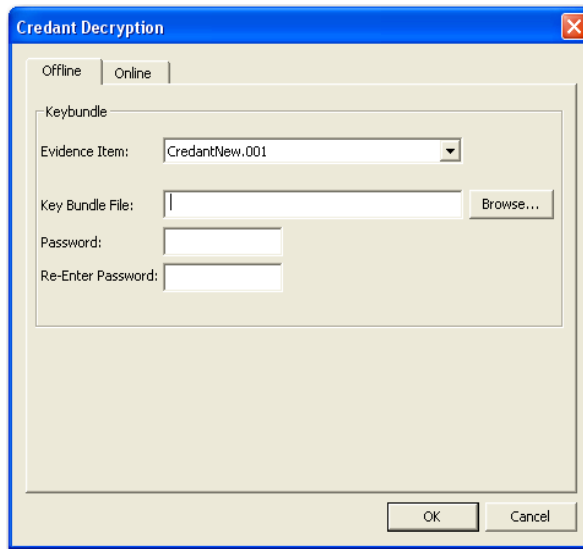 Credant Decryption
Offline Online
Keybundle
Evidence Item: CredantNew.001
Key Bundle File: Browse...
Password:
Re-Enter Password:
OK Cancel